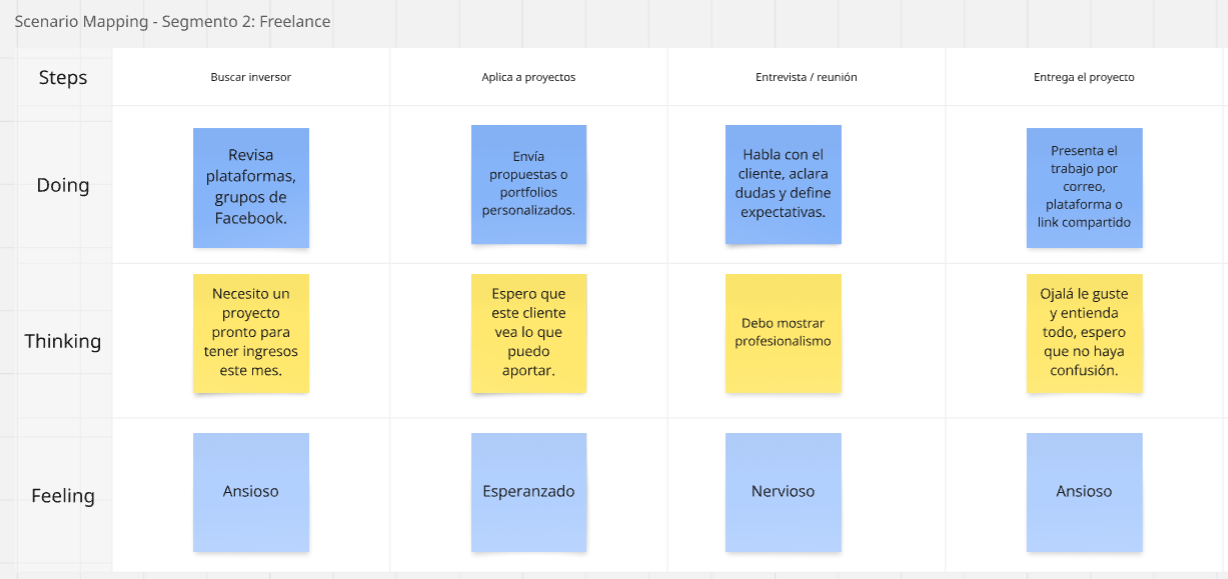 Scenario Mapping - Segmento 2: Freelance
Steps
Buscar inversor
Aplica a proyectos
Entrevista / reunión
Entrega el proyecto
Doing
Revisa
plataformas,
grupos de
Facebook.
Envía
propuestas o
portfolios
personalizados.
Habla con el
cliente, aclara
dudas y define
expectativas.
Presenta el
trabajo por
correo,
plataforma o
link compartido
Thinking
Necesito un
proyecto
pronto para
tener ingresos
este mes.
Espero que
este cliente
vea lo que
puedo
aportar.
Debo mostrar
profesionalismo
Ojalá le guste
y entienda
todo, espero
que no haya
confusión.
Feeling
Ansioso
Esperanzado
Nervioso
Ansioso